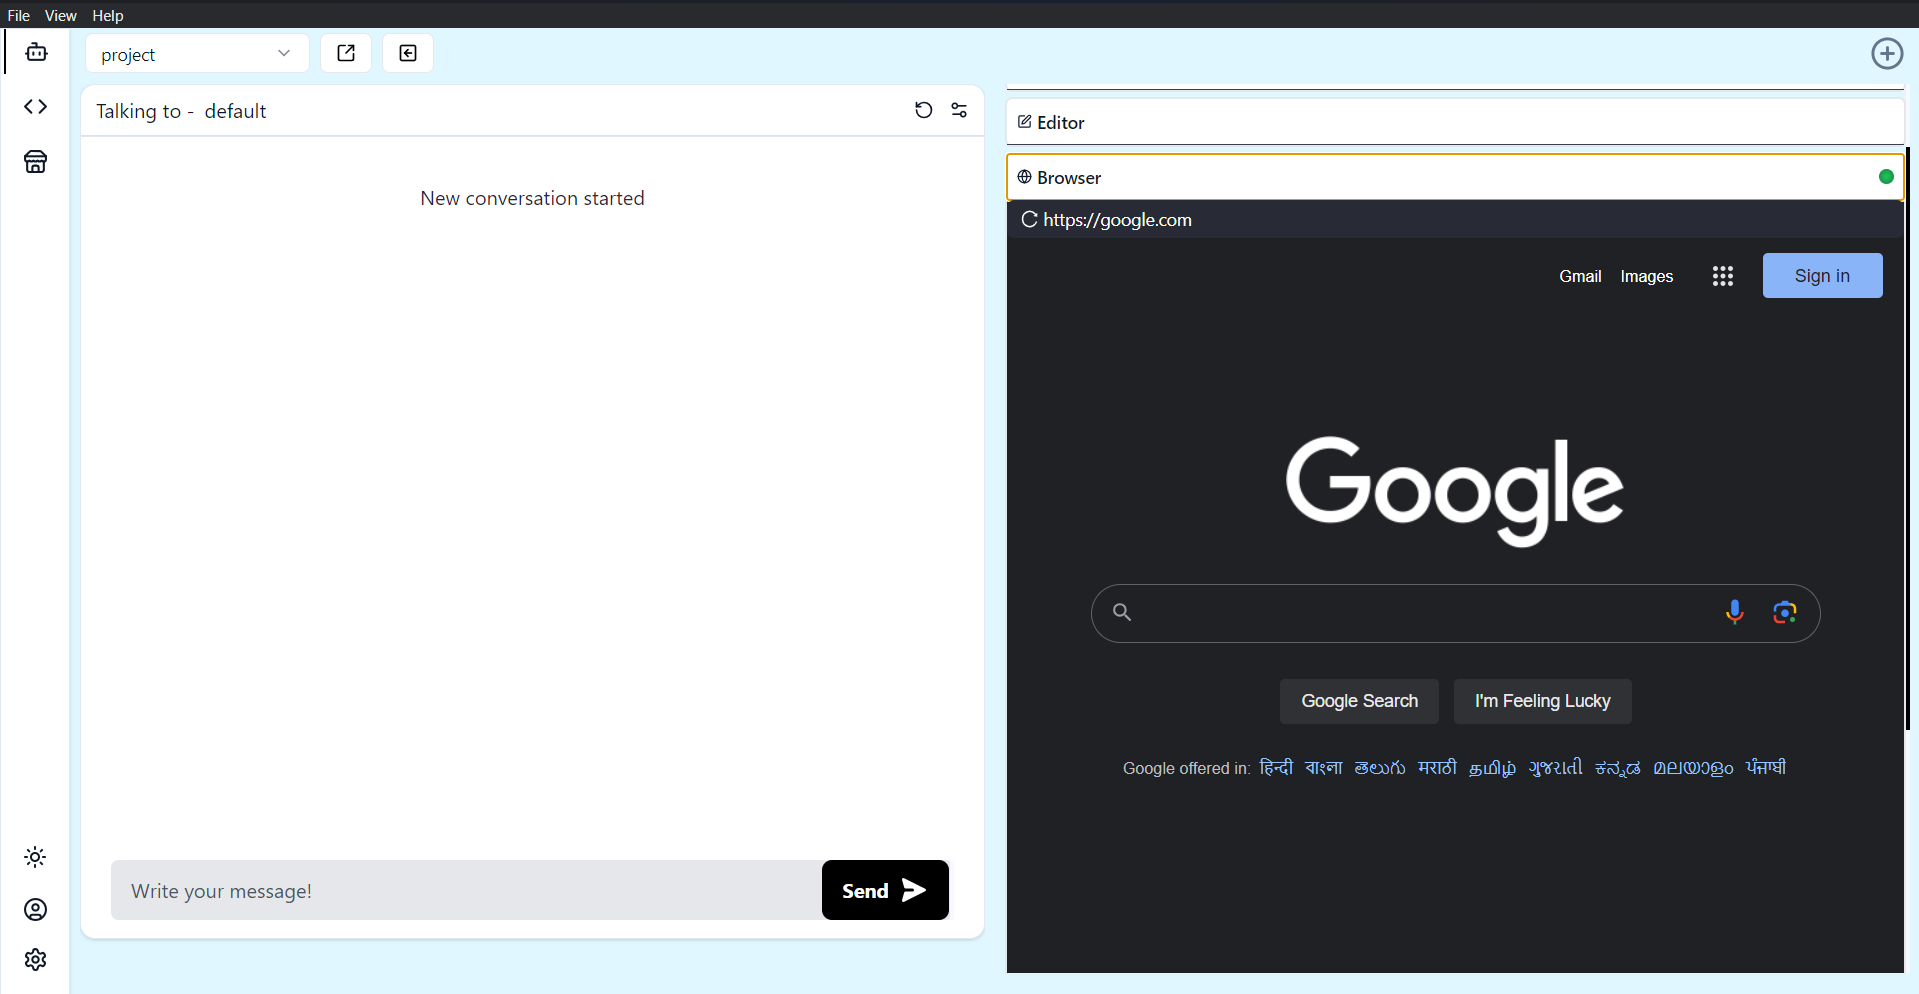 File View Help
project
Talking to - default
New conversation started
Write your message!
Send
Editor
Browser
https://google.com
Gmail Images Sign in
Google
Google Search I'm Feeling Lucky
Google offered in: हिन्दी বাংলা తెలుగు मराठी தமிழ் ગુજરાતી ಕನ್ನಡ മലയാളം ਪੰਜਾਬੀ